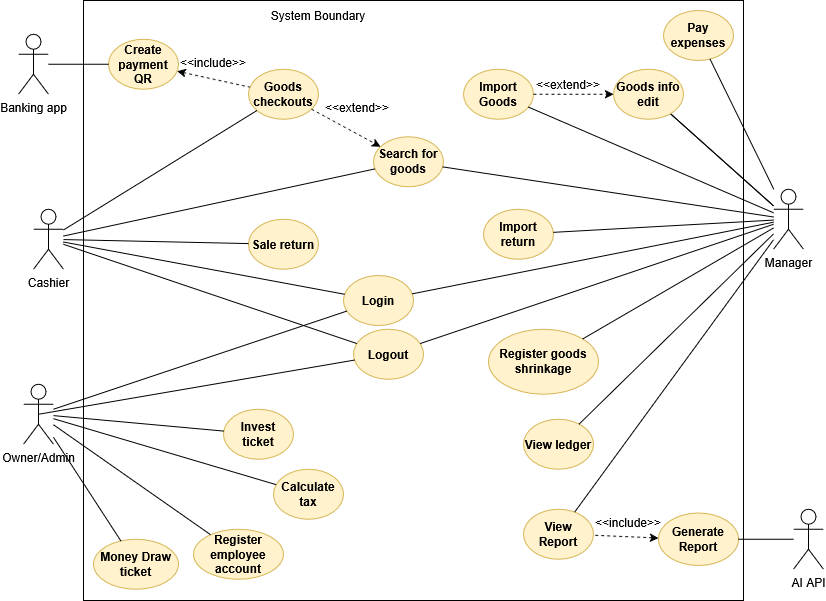 System Boundary
Pay
expenses
Create
payment
QR
<<include>>
Banking app
Goods
checkouts
<<extend>>
Import
Goods
<<extend>>
Goods info
edit
Search for
goods
Cashier
Sale return
Import
return
Manager
Login
Logout
Register goods
shrinkage
Owner/Admin
Invest
ticket
View ledger
Calculate
tax
Money Draw
ticket
Register
employee
account
View
Report
<<include>>
Generate
Report
AI API